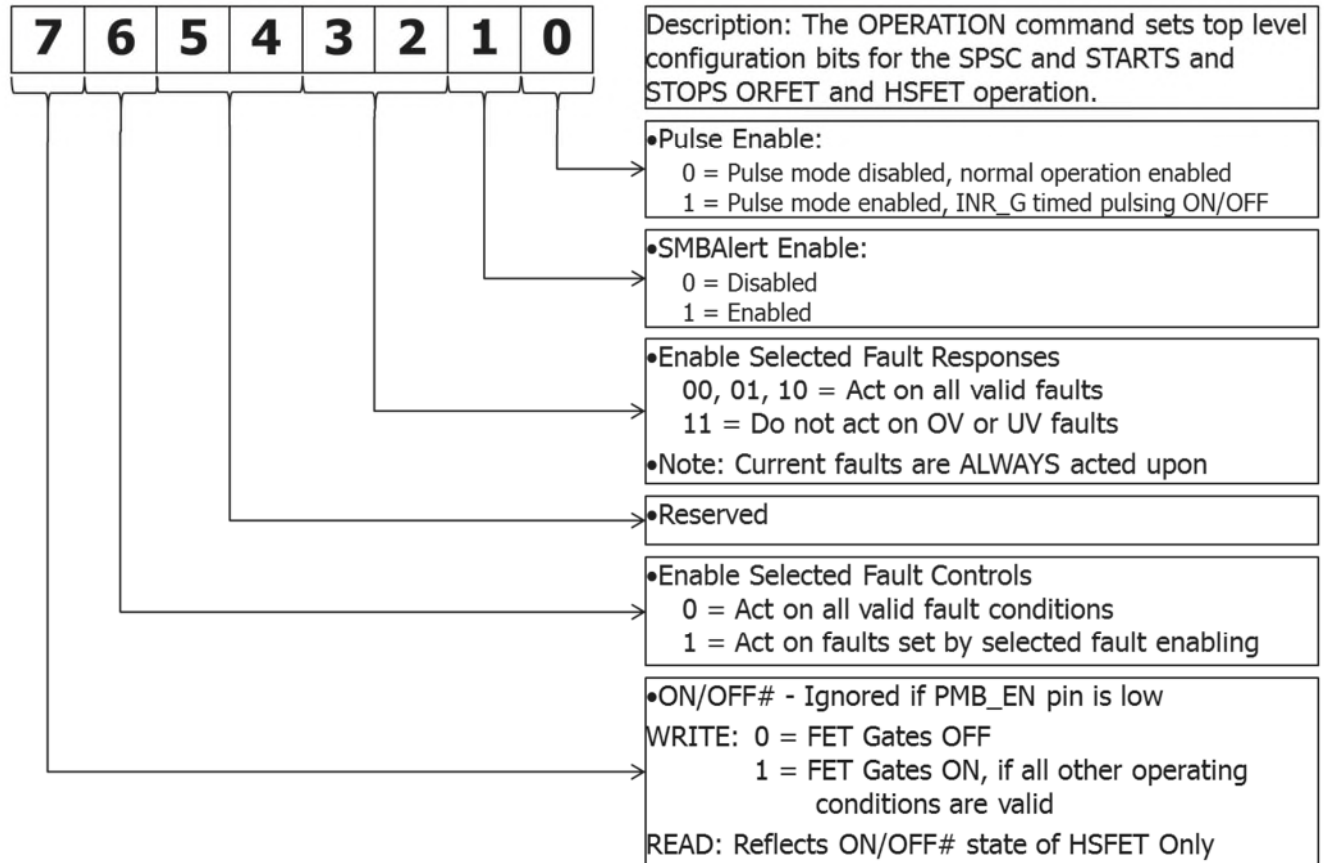 7 6 5 4 3 2 1 0
Description: The OPERATION command sets top level
configuration bits for the SPSC and STARTS and
STOPS ORFET and HSFET operation.
•Pulse Enable:
0 = Pulse mode disabled, normal operation enabled
1 = Pulse mode enabled, INR_G timed pulsing ON/OFF
•SMBAlert Enable:
0 = Disabled
1 = Enabled
•Enable Selected Fault Responses
00, 01, 10 = Act on all valid faults
11 = Do not act on OV or UV faults
•Note: Current faults are ALWAYS acted upon
•Reserved
•Enable Selected Fault Controls
0 = Act on all valid fault conditions
1 = Act on faults set by selected fault enabling
•ON/OFF# - Ignored if PMB_EN pin is low
WRITE: 0 = FET Gates OFF
1 = FET Gates ON, if all other operating
conditions are valid
READ: Reflects ON/OFF# state of HSFET Only